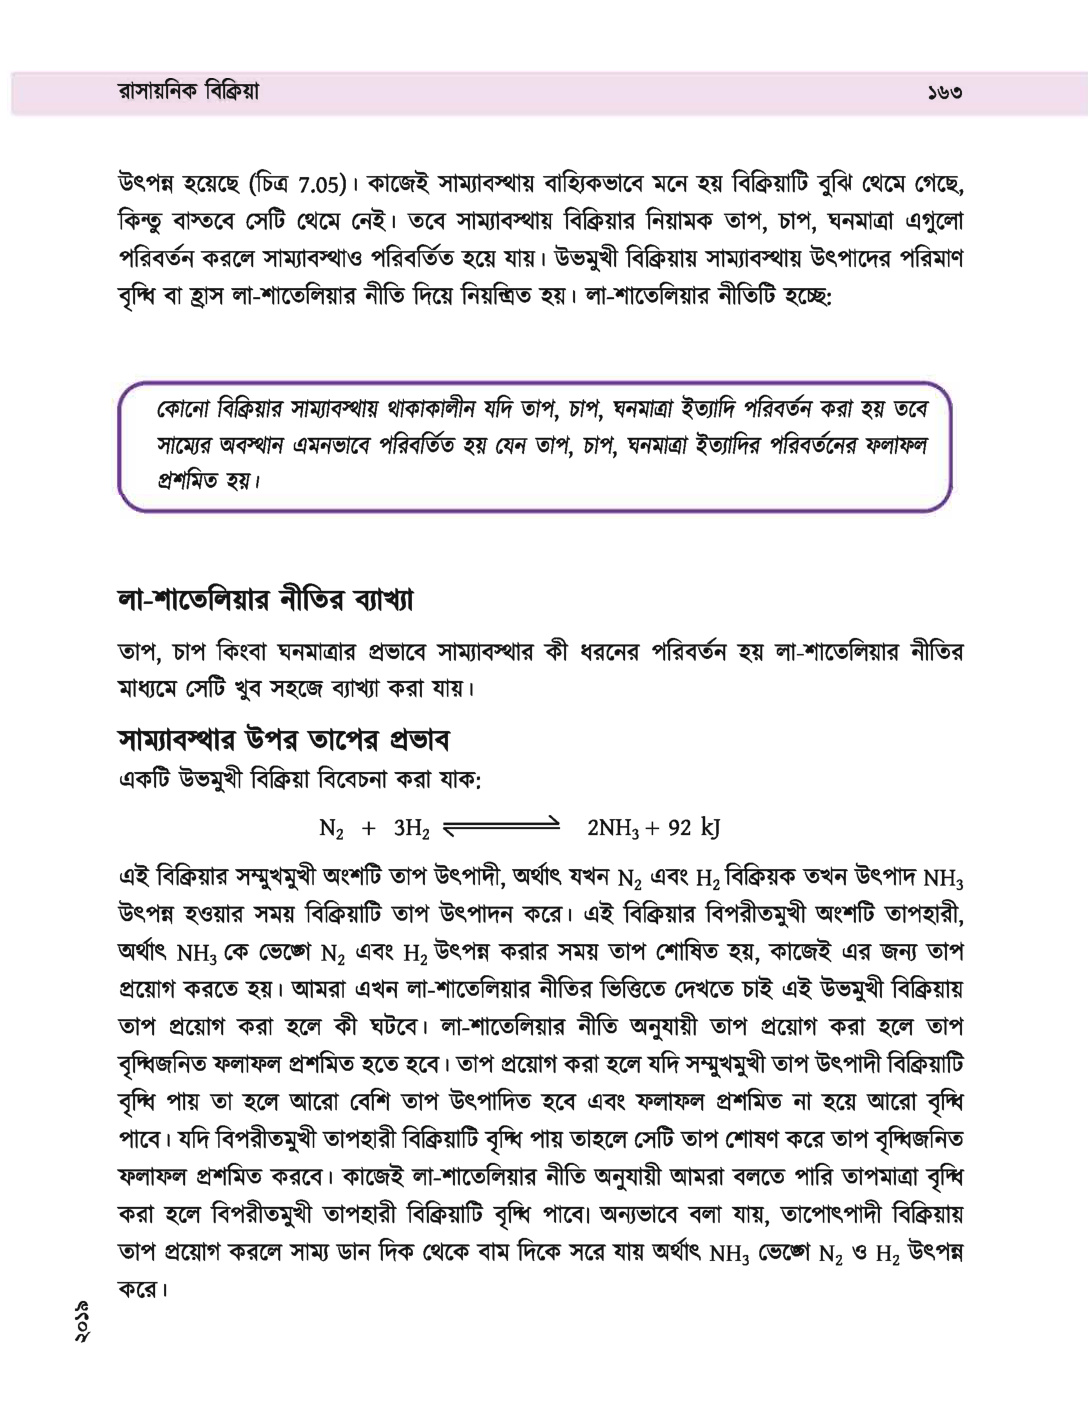 রাসায়নিক বিক্রিয়া ১৬৩
উৎপন্ন হয়েছে (চিত্র 7.05)। কাজেই সাম্যাবস্থায় বাহ্যিকভাবে মনে হয় বিক্রিয়াটি বুঝি থেমে গেছে,
কিন্তু বাস্তবে সেটি থেমে নেই। তবে সাম্যাবস্থায় বিক্রিয়ার নিয়ামক তাপ, চাপ, ঘনমাত্রা এগুলো
পরিবর্তন করলে সাম্যাবস্থাও পরিবর্তিত হয়ে যায়। উভমুখী বিক্রিয়ায় সাম্যাবস্থায় উৎপাদের পরিমাণ
বৃদ্ধি বা হ্রাস লা-শাতেলিয়ার নীতি দিয়ে নিয়ন্ত্রিত হয়। লা-শাতেলিয়ার নীতিটি হচ্ছে:
কোনো বিক্রিয়ার সাম্যাবস্থায় থাকাকালীন যদি তাপ, চাপ, ঘনমাত্রা ইত্যাদি পরিবর্তন করা হয় তবে
সাম্যের অবস্থান এমনভাবে পরিবর্তিত হয় যেন তাপ, চাপ, ঘনমাত্রা ইত্যাদির পরিবর্তনের ফলাফল
প্রশমিত হয়।
লা-শাতেলিয়ার নীতির ব্যাখ্যা
তাপ, চাপ কিংবা ঘনমাত্রার প্রভাবে সাম্যাবস্থার কী ধরনের পরিবর্তন হয় লা-শাতেলিয়ার নীতির
মাধ্যমে সেটি খুব সহজে ব্যাখ্যা করা যায়।
সাম্যাবস্থার উপর তাপের প্রভাব
একটি উভমুখী বিক্রিয়া বিবেচনা করা যাক:
N₂ + 3H₂ ⇌ 2NH₃ + 92 kJ
এই বিক্রিয়ার সম্মুখমুখী অংশটি তাপ উৎপাদী, অর্থাৎ যখন N₂ এবং H₂ বিক্রিয়ক তখন উৎপাদ NH₃
উৎপন্ন হওয়ার সময় বিক্রিয়াটি তাপ উৎপাদন করে। এই বিক্রিয়ার বিপরীতমুখী অংশটি তাপহারী,
অর্থাৎ NH₃ কে ভেঙ্গে N₂ এবং H₂ উৎপন্ন করার সময় তাপ শোষিত হয়, কাজেই এর জন্য তাপ
প্রয়োগ করতে হয়। আমরা এখন লা-শাতেলিয়ার নীতির ভিত্তিতে দেখতে চাই এই উভমুখী বিক্রিয়ায়
তাপ প্রয়োগ করা হলে কী ঘটবে। লা-শাতেলিয়ার নীতি অনুযায়ী তাপ প্রয়োগ করা হলে তাপ
বৃদ্ধিজনিত ফলাফল প্রশমিত হতে হবে। তাপ প্রয়োগ করা হলে যদি সম্মুখমুখী তাপ উৎপাদী বিক্রিয়াটি
বৃদ্ধি পায় তা হলে আরো বেশি তাপ উৎপাদিত হবে এবং ফলাফল প্রশমিত না হয়ে আরো বৃদ্ধি
পাবে। যদি বিপরীতমুখী তাপহারী বিক্রিয়াটি বৃদ্ধি পায় তাহলে সেটি তাপ শোষণ করে তাপ বৃদ্ধিজনিত
ফলাফল প্রশমিত করবে। কাজেই লা-শাতেলিয়ার নীতি অনুযায়ী আমরা বলতে পারি তাপমাত্রা বৃদ্ধি
করা হলে বিপরীতমুখী তাপহারী বিক্রিয়াটি বৃদ্ধি পাবে। অন্যভাবে বলা যায়, তাপোৎপাদী বিক্রিয়ায়
তাপ প্রয়োগ করলে সাম্য ডান দিক থেকে বাম দিকে সরে যায় অর্থাৎ NH₃ ভেঙ্গে N₂ ও H₂ উৎপন্ন
করে।
২০১৯